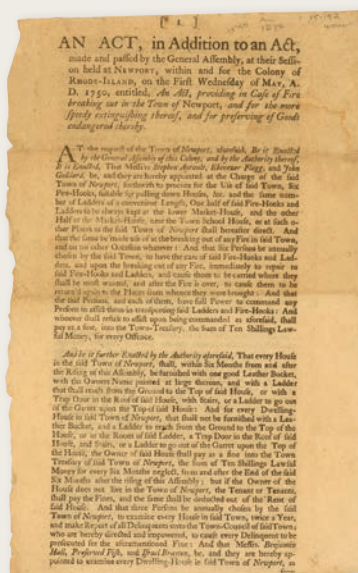 [ 1. ]
AN ACT, in Addition to an Act,
made and passed by the General Assembly, at their Sessi-
on held at NEWPORT, within and for the Colony of
RHODE-ISLAND, on the First Wednesday of MAY, A.
D. 1750, entitled, An Act, providing in Case of Fire
breaking out in the Town of Newport, and for the more
speedy extinguishing thereof, and for preserving of Goods
endangered thereby.
AT the request of the Town of Newport, aforesaid, Be it Enacted
by the General Assembly of this Colony, and by the Authority thereof,
It is Enacted, That Messirs Stephen Ayrault, Ebenezer Flagg, and John
Goddard, be, and they are hereby appointed at the Charge of the said
Town of Newport, forthwith to procure for the Use of said Town, Six
Fire-Hooks, suitable for pulling down Houses, &c. and the same num-
ber of Ladders of a convenient Length, One half of said Fire-Hooks and
Ladders to be always kept at the lower Market-House, and the other
Half at the Market-House, near the Town School House, or at such o-
ther Places as the said Town of Newport shall hereafter direct. And
that the same be made use of at the breaking out of any Fire in said Town,
and on no other Occasion whatever: And that Six Persons be annually
chosen by the said Town, to have the care of said Fire-Hooks and Lad-
ders, and upon the breaking out of any Fire, immediately to repair to
said Fire-Hooks and Ladders, and cause them to be carried where they
shall be most wanted, and after the Fire is over, to cause them to be
return'd again to the Places from whence they were brought: And that
the said Persons, and each of them, have full Power to command any
Persons to assist them in transporting said Ladders and Fire-Hooks: And
whoever shall refuse to assist upon being commanded as aforesaid, shall
pay as a fine, into the Town-Treasury, the Sum of Ten Shillings Law-
ful Money, for every Offence.
And be it further Enacted by the Authority aforesaid, That every House
in the said Town of Newport, shall, within Six Months from and after
the Rising of this Assembly, be furnished with one good Leather Bucket,
with the Owners Name painted at large thereon, and with a Ladder
that shall reach from the Ground to the Top of said House, or with a
Trap Door in the Roof of said House, with Stairs, or a Ladder to go out
of the Garret upon the Top of said House: And for every Dwelling-
House in said Town of Newport, that shall not be furnished with a Lea-
ther Bucket, and a Ladder to reach from the Ground to the Top of the
House, or at the Room of said Ladder, a Trap Door in the Roof of said
House, and Stairs, or a Ladder to go out of the Garret upon the Top of
the House, the Owner of said House shall pay as a fine into the Town
Treasury of said Town of Newport, the Sum of Ten Shillings Lawful
Money for every Six Months neglect, from and after the End of the said
Six Months after the rising of this Assembly; but if the Owner of the
House does not live in the Town of Newport, the Tenant or Tenants,
shall pay the Fines, and the same shall be deducted out of the Rent of
said House. And that three Persons be annually chosen by the said
Town of Newport, to examine every House in said Town, twice a Year,
and make Report of all Delinquents unto the Town-Council of said Town;
who are hereby directed and empowered, to cause every Delinquent to be
prosecuted for the aforementioned Fine: And that Messirs. Benjamin
Hall, Preserved Fish, and Israel Brayton, be, and they are hereby ap-
pointed to examine every Dwelling-House in said Town of Newport, as